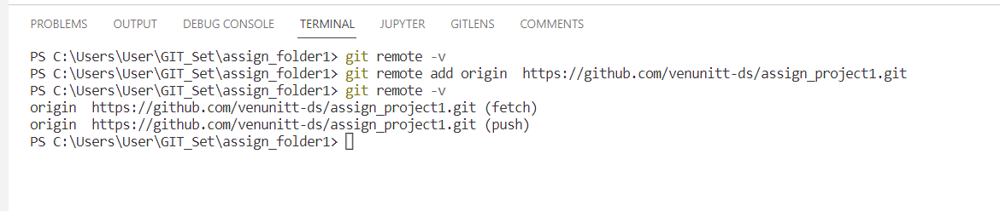 PROBLEMS OUTPUT DEBUG CONSOLE TERMINAL JUPYTER GITLENS COMMENTS
PS C:\Users\User\GIT_Set\assign_folder1> git remote -v
PS C:\Users\User\GIT_Set\assign_folder1> git remote add origin  https://github.com/venunitt-ds/assign_project1.git
PS C:\Users\User\GIT_Set\assign_folder1> git remote -v
origin  https://github.com/venunitt-ds/assign_project1.git (fetch)
origin  https://github.com/venunitt-ds/assign_project1.git (push)
PS C:\Users\User\GIT_Set\assign_folder1>